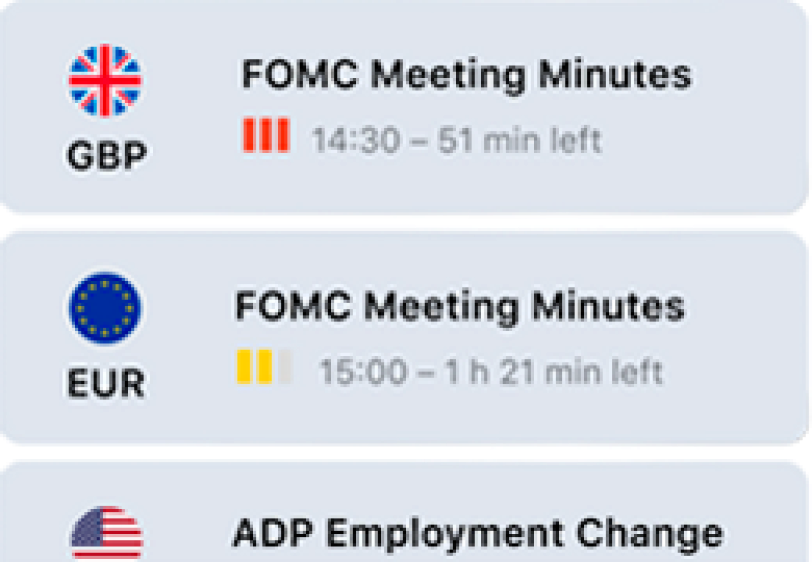 FOMC Meeting Minutes
GBP
14:30 – 51 min left
FOMC Meeting Minutes
EUR
15:00 – 1 h 21 min left
ADP Employment Change